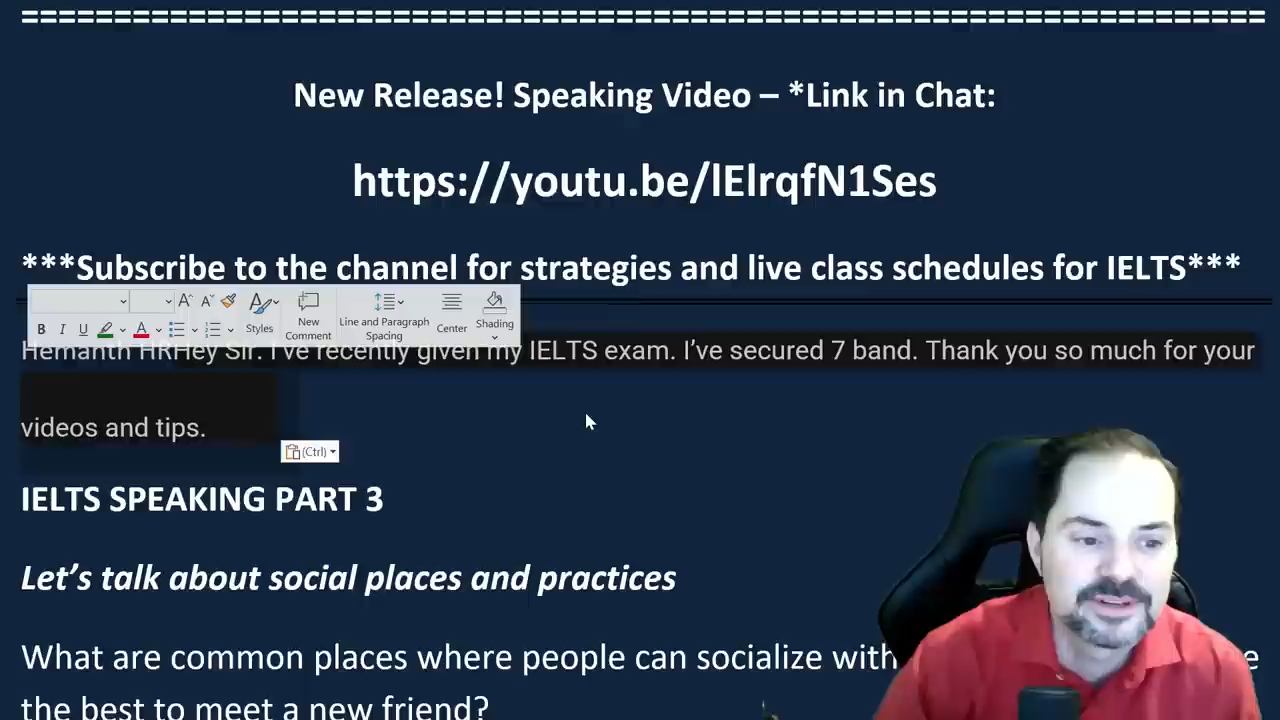 ==========================================================================
New Release! Speaking Video – *Link in Chat:
https://youtu.be/lElrqfN1Ses
***Subscribe to the channel for strategies and live class schedules for IELTS***
B I U A Styles New Comment Line and Paragraph Spacing Center Shading
Hemanth HRHey Sir. I've recently given my IELTS exam. I've secured 7 band. Thank you so much for your
videos and tips.
(Ctrl)
IELTS SPEAKING PART 3
Let's talk about social places and practices
What are common places where people can socialize with
the best to meet a new friend?